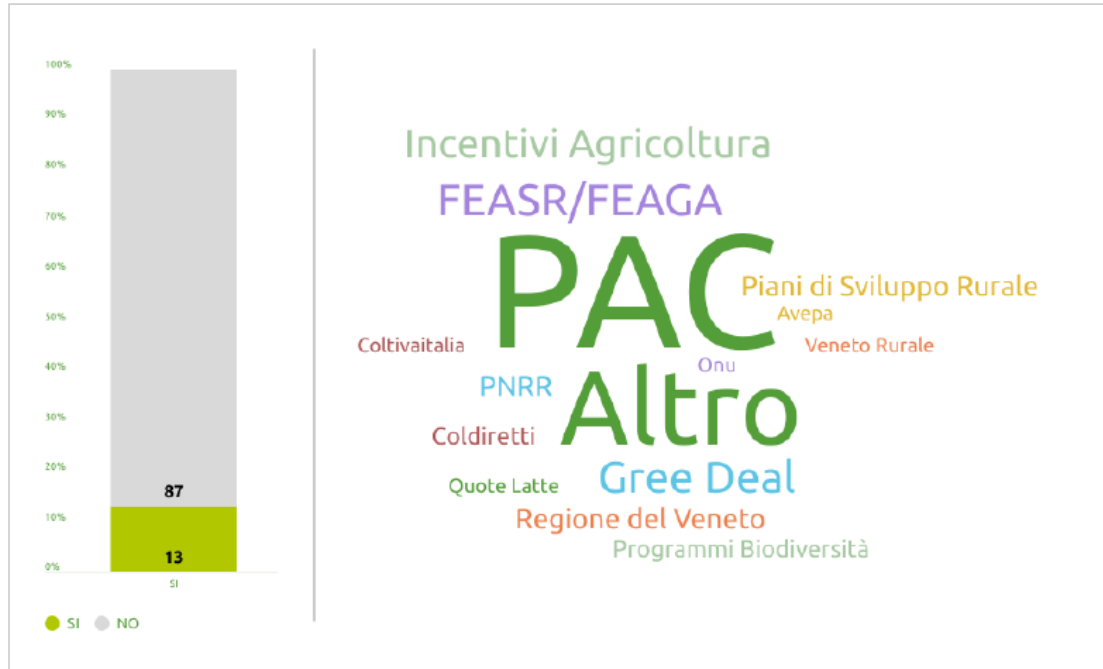 100%
90%
80%
70%
60%
50%
40%
30%
20%
10%
0%
87
13
SI
SI
NO
Incentivi Agricoltura
FEASR/FEAGA
PAC
Piani di Sviluppo Rurale
Avepa
Coltivaitalia
Veneto Rurale
Onu
PNRR
Altro
Coldiretti
Gree Deal
Quote Latte
Regione del Veneto
Programmi Biodiversità